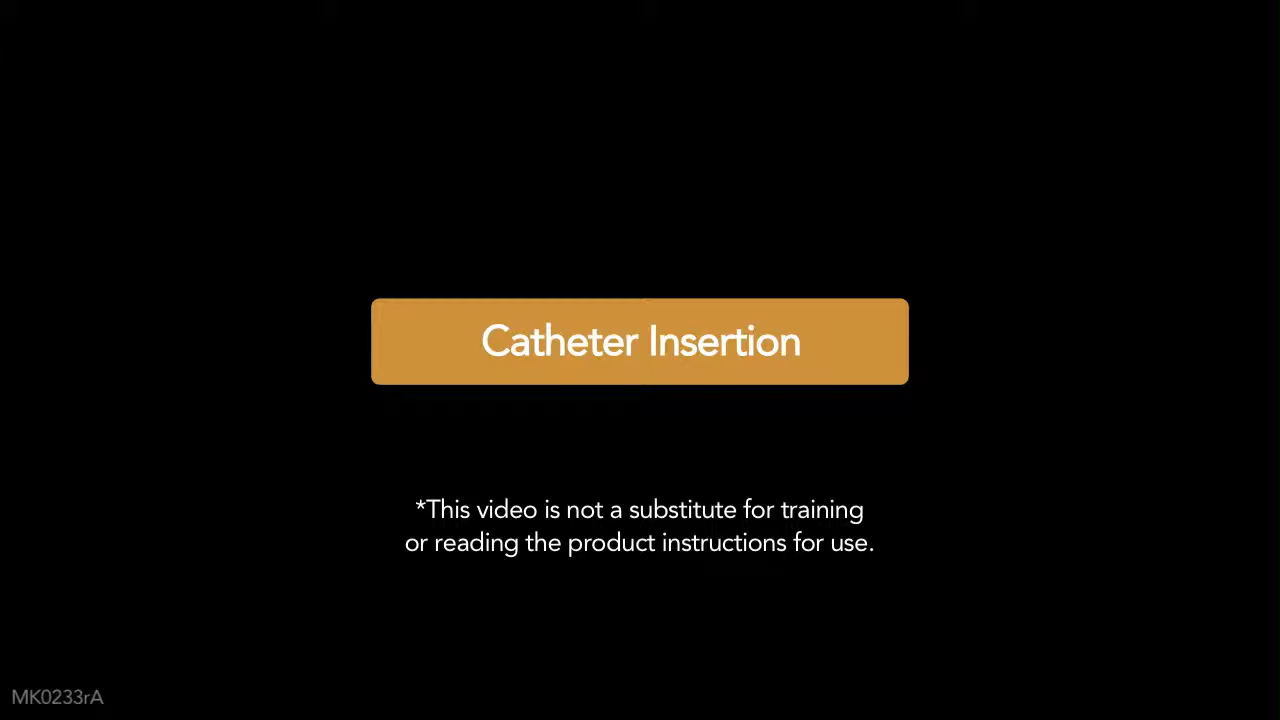 Catheter Insertion
*This video is not a substitute for training
or reading the product instructions for use.
MK0233rA